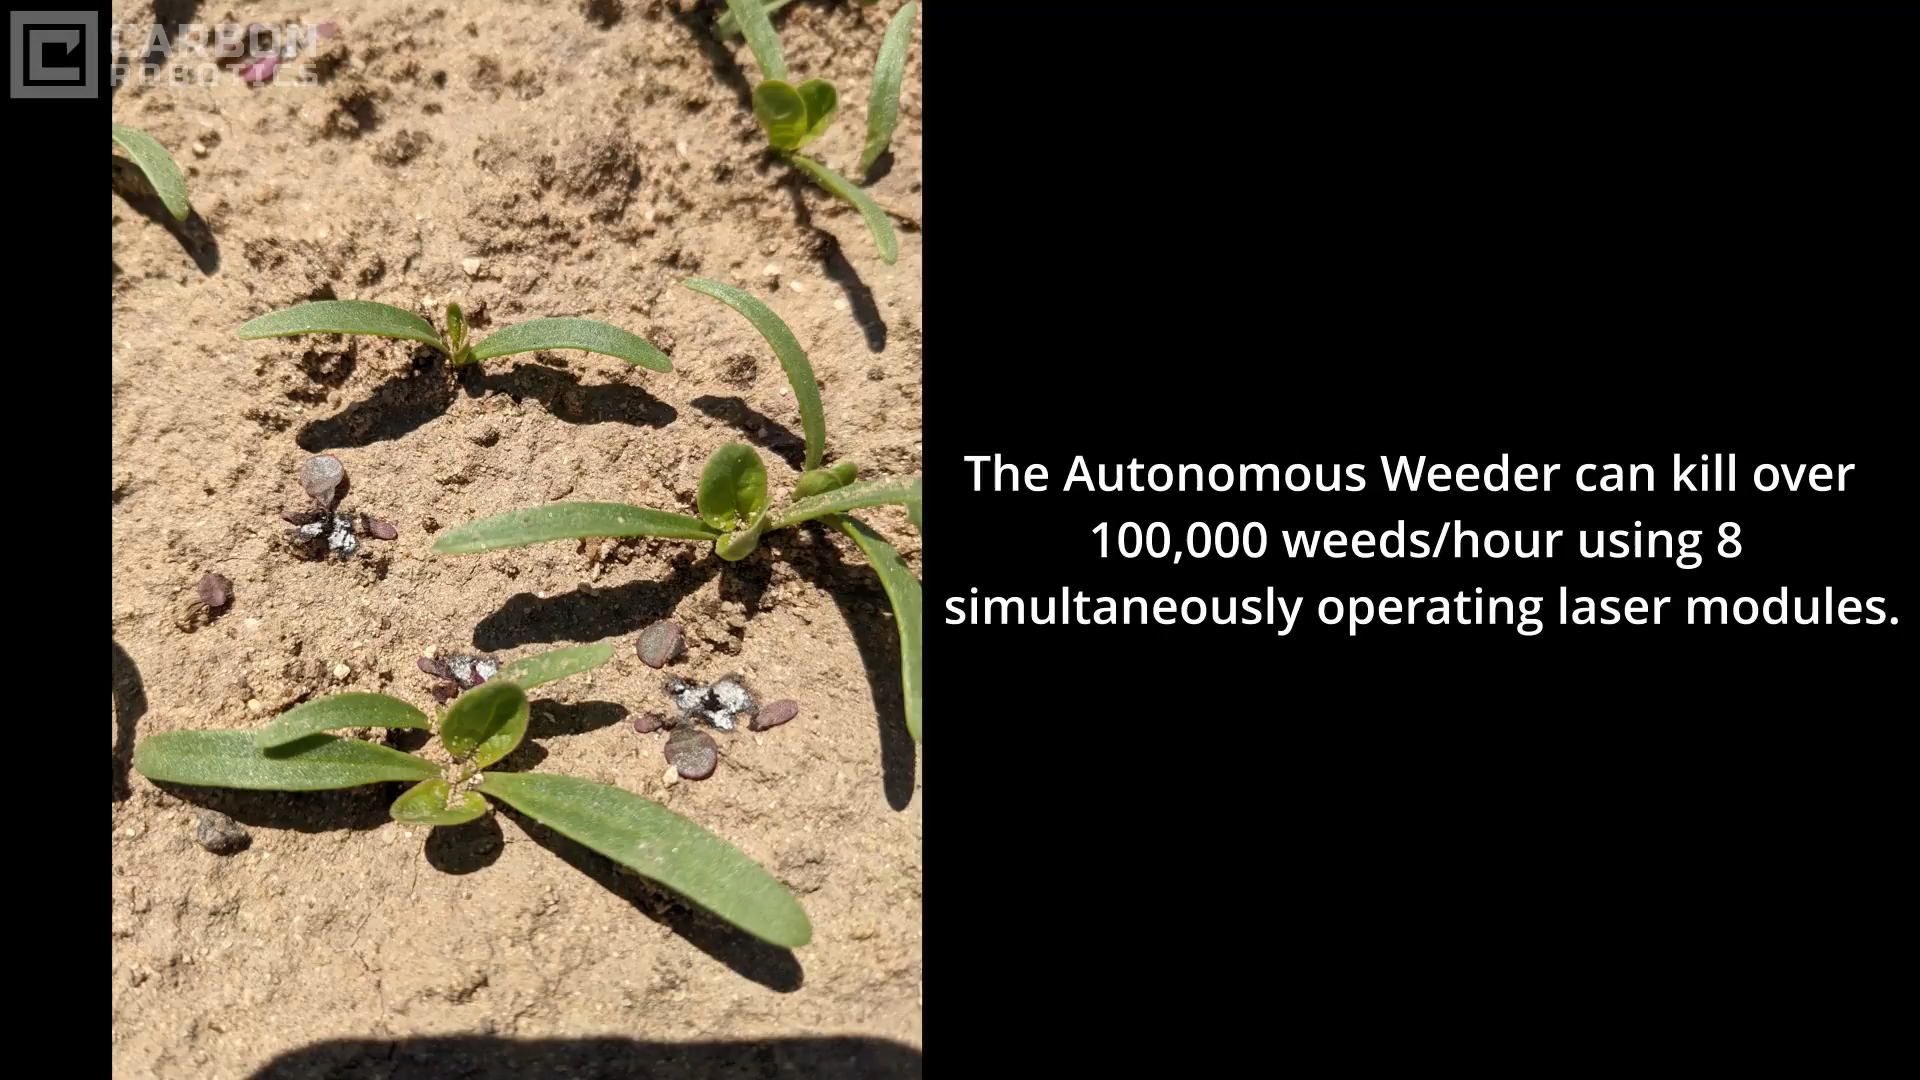 CARBON
ROBOTICS
The Autonomous Weeder can kill over
100,000 weeds/hour using 8
simultaneously operating laser modules.